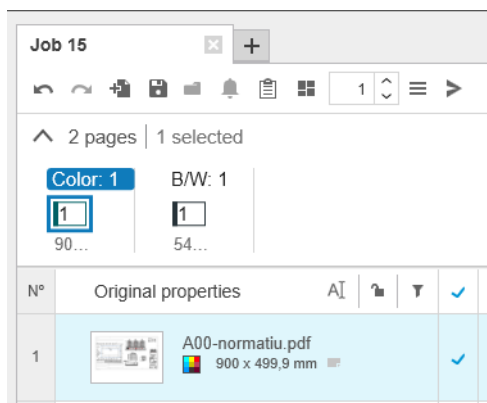 Job 15
1
2 pages 1 selected
Color: 1 B/W: 1
1 1
90... 54...
Nº Original properties
1 A00-normatiu.pdf
900 x 499,9 mm